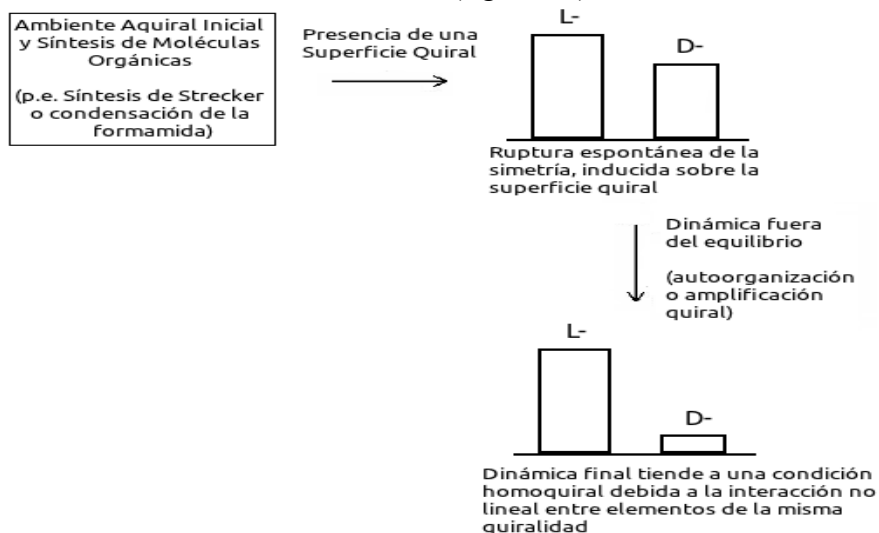 Ambiente Aquiral Inicial
y Síntesis de Moléculas
Orgánicas
(p.e. Síntesis de Strecker
o condensación de la
formamida)
Presencia de una
Superficie Quiral
L-
D-
Ruptura espontánea de la
simetría, inducida sobre la
superficie quiral
Dinámica fuera
del equilibrio
(autoorganización
o amplificación
quiral)
L-
D-
Dinámica final tiende a una condición
homoquiral debida a la interacción no
lineal entre elementos de la misma
quiralidad